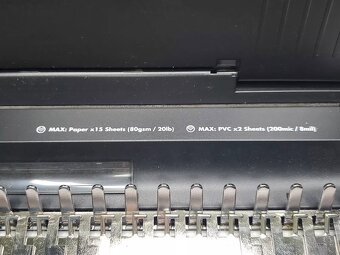 MAX: Paper x15 Sheets (80gsm / 20lb) MAX: PVC x2 Sheets (200mic / 8mil)